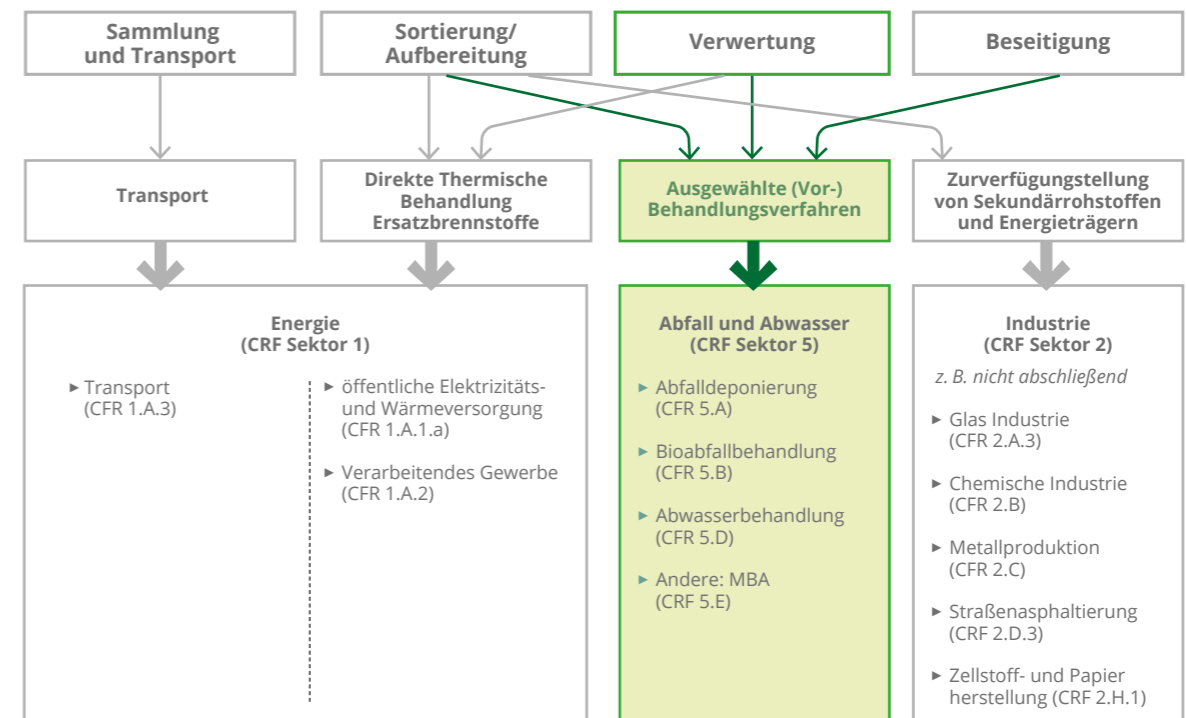 Sammlung
und Transport
Sortierung/
Aufbereitung
Verwertung
Beseitigung
Transport
Direkte Thermische
Behandlung
Ersatzbrennstoffe
Ausgewählte (Vor-)
Behandlungsverfahren
Zurverfügungstellung
von Sekundärrohstoffen
und Energieträgern
Energie
(CRF Sektor 1)
► Transport
(CFR 1.A.3)
► öffentliche Elektrizitäts-
und Wärmeversorgung
(CFR 1.A.1.a)
► Verarbeitendes Gewerbe
(CFR 1.A.2)
Abfall und Abwasser
(CRF Sektor 5)
► Abfalldeponierung
(CFR 5.A)
► Bioabfallbehandlung
(CFR 5.B)
► Abwasserbehandlung
(CFR 5.D)
► Andere: MBA
(CRF 5.E)
Industrie
(CRF Sektor 2)
z. B. nicht abschließend
► Glas Industrie
(CFR 2.A.3)
► Chemische Industrie
(CFR 2.B)
► Metallproduktion
(CFR 2.C)
► Straßenasphaltierung
(CRF 2.D.3)
► Zellstoff- und Papier
herstellung (CRF 2.H.1)